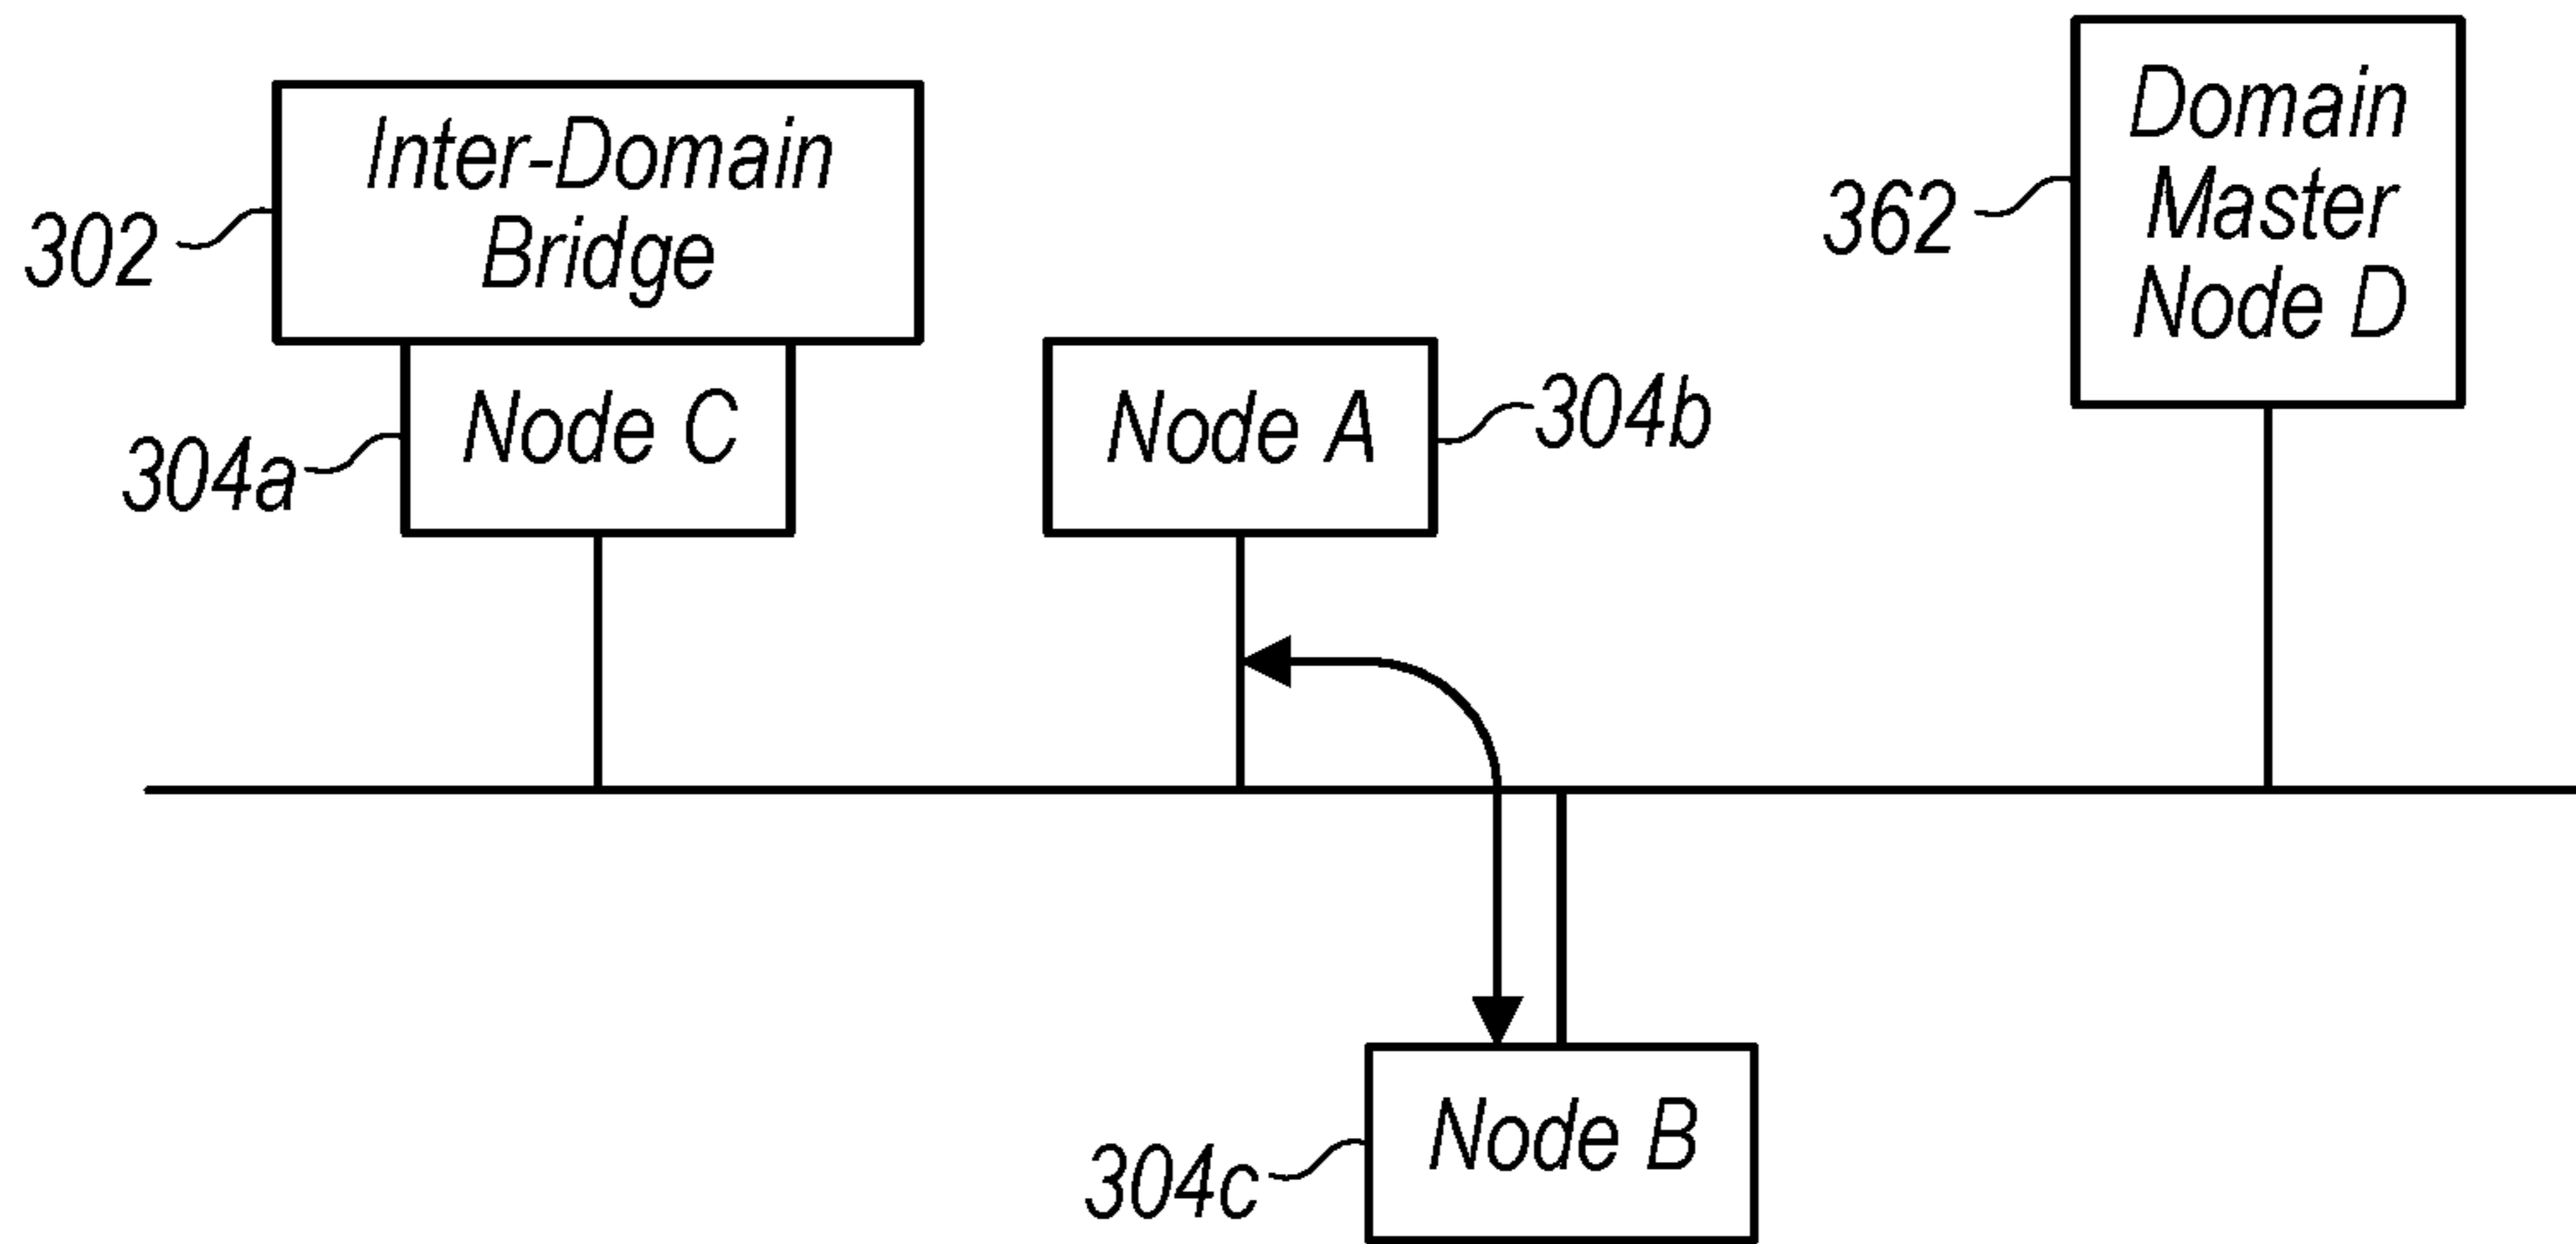 Inter-Domain
Bridge
302
Node C
304a
Node A
304b
Domain
Master
Node D
362
Node B
304c